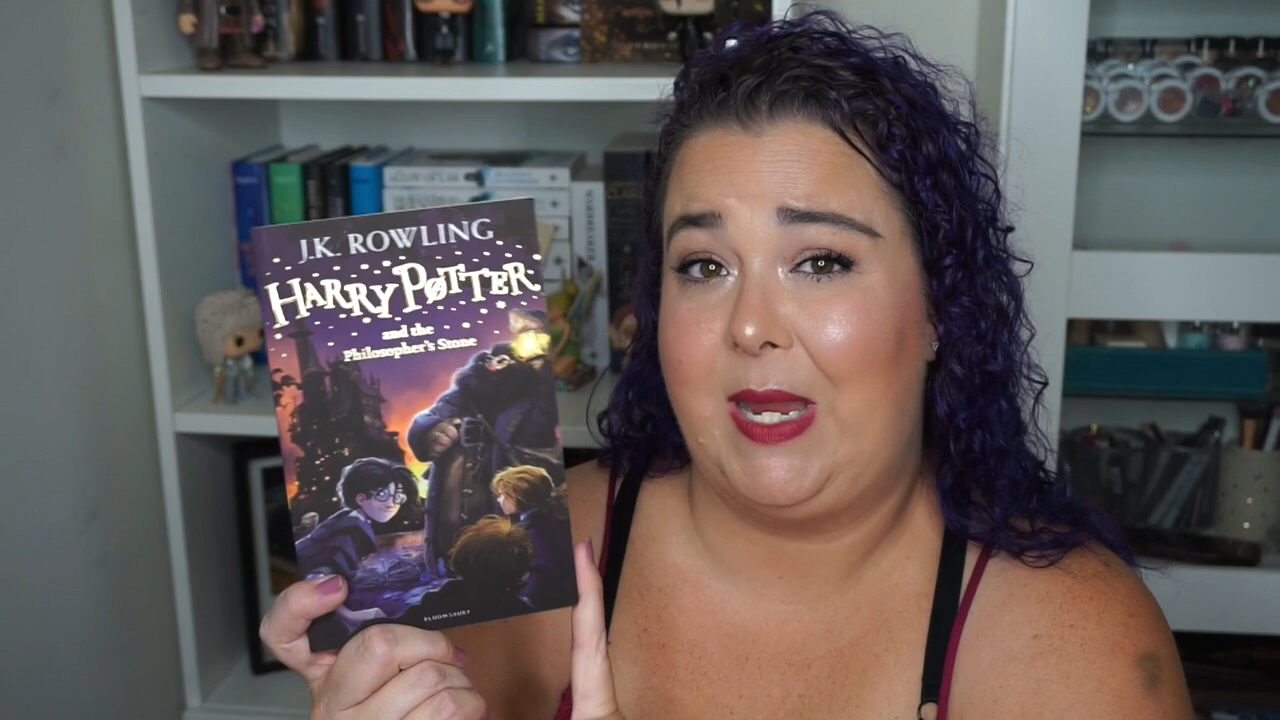 J.K. ROWLING
HARRY POTTER
and the
Philosopher's Stone
BLOOMSBURY